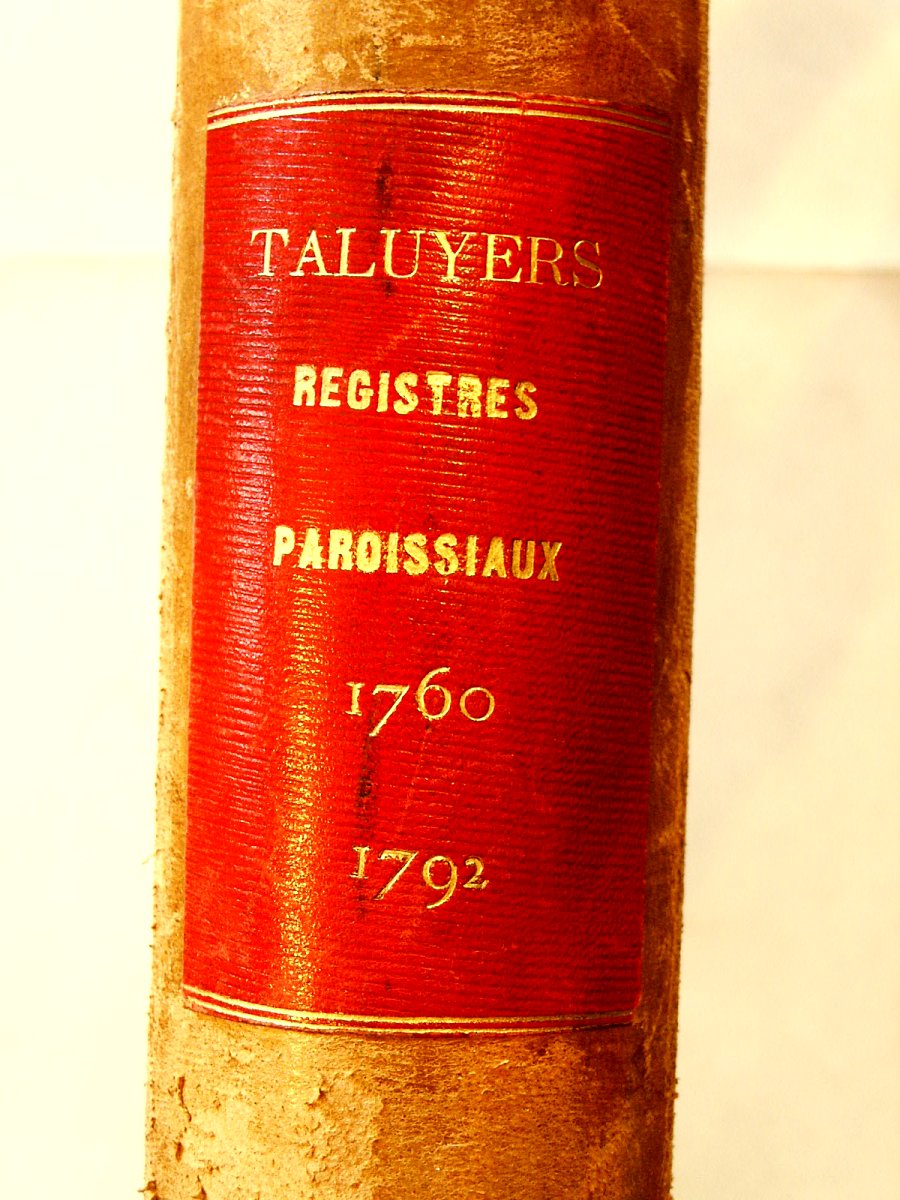 TALUYERS
REGISTRES
PAROISSIAUX
1760
1792